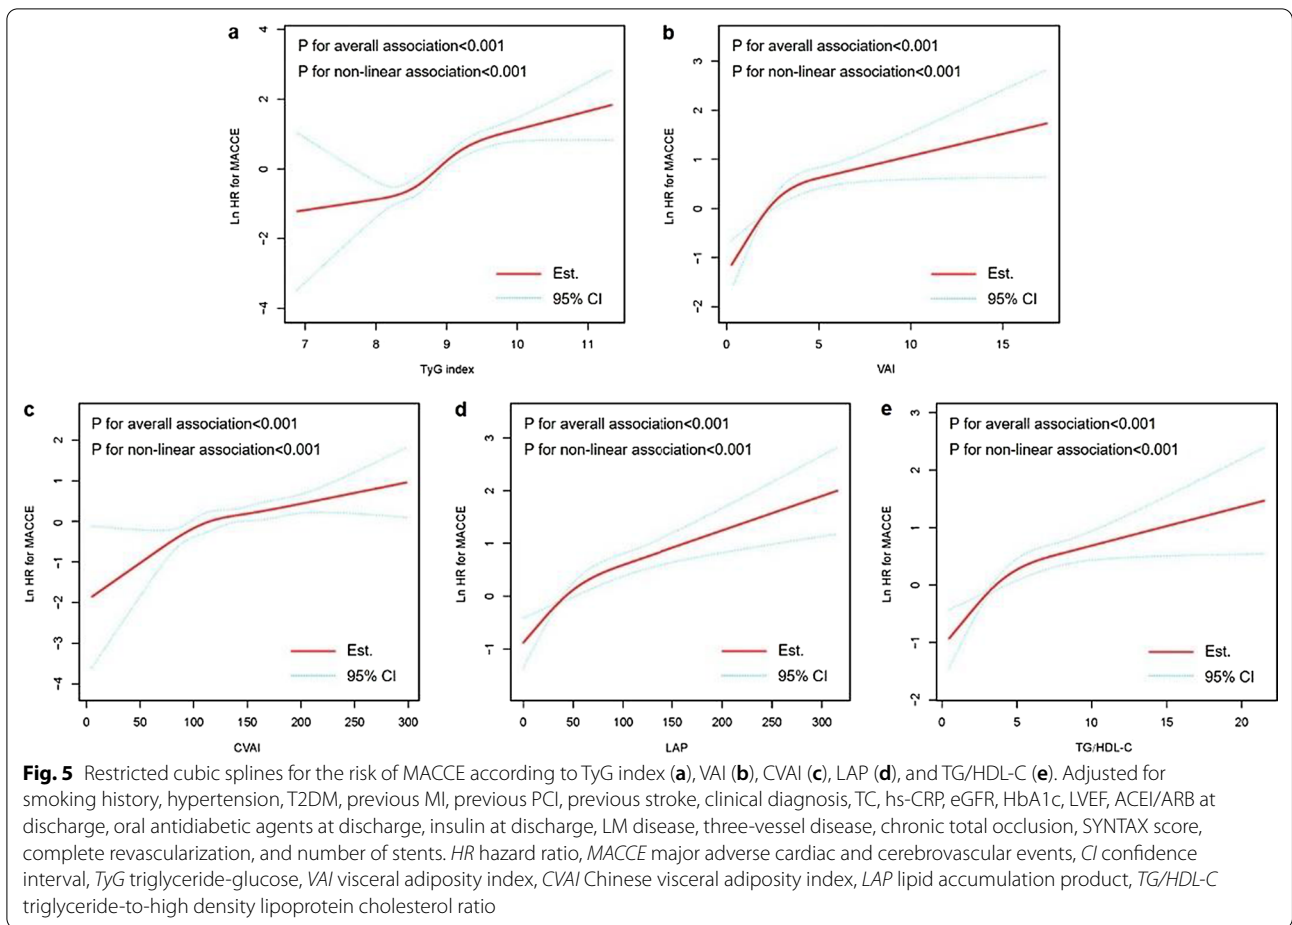 a
P for averall association<0.001
P for non-linear association<0.001
Ln HR for MACCE
4
2
0
−2
−4
Est.
95% CI
7 8 9 10 11
TyG index
b
P for averall association<0.001
P for non-linear association<0.001
Ln HR for MACCE
3
2
1
0
−1
−2
Est.
95% CI
0 5 10 15
VAI
c
P for averall association<0.001
P for non-linear association<0.001
Ln HR for MACCE
2
1
0
−1
−2
−3
−4
Est.
95% CI
0 50 100 150 200 250 300
CVAI
d
P for averall association<0.001
P for non-linear association<0.001
Ln HR for MACCE
3
2
1
0
−1
Est.
95% CI
0 50 100 150 200 250 300
LAP
e
P for averall association<0.001
P for non-linear association<0.001
Ln HR for MACCE
3
2
1
0
−1
−2
Est.
95% CI
0 5 10 15 20
TG/HDL-C
Fig. 5 Restricted cubic splines for the risk of MACCE according to TyG index (a), VAI (b), CVAI (c), LAP (d), and TG/HDL-C (e). Adjusted for
smoking history, hypertension, T2DM, previous MI, previous PCI, previous stroke, clinical diagnosis, TC, hs-CRP, eGFR, HbA1c, LVEF, ACEI/ARB at
discharge, oral antidiabetic agents at discharge, insulin at discharge, LM disease, three-vessel disease, chronic total occlusion, SYNTAX score,
complete revascularization, and number of stents. HR hazard ratio, MACCE major adverse cardiac and cerebrovascular events, CI confidence
interval, TyG triglyceride-glucose, VAI visceral adiposity index, CVAI Chinese visceral adiposity index, LAP lipid accumulation product, TG/HDL-C
triglyceride-to-high density lipoprotein cholesterol ratio